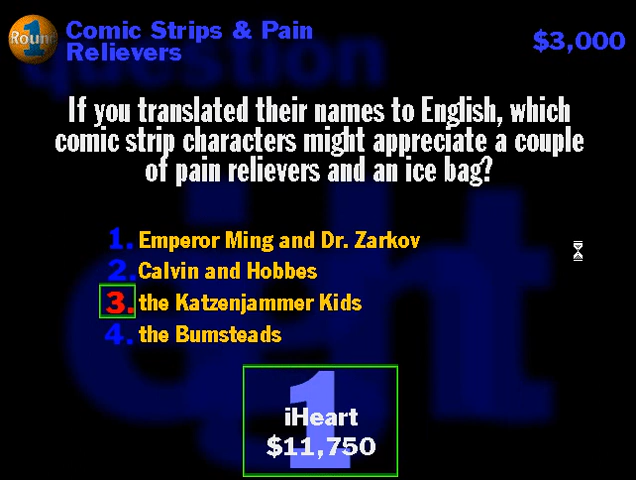 Round 1
Comic Strips & Pain
Relievers
$3,000
question
If you translated their names to English, which
comic strip characters might appreciate a couple
of pain relievers and an ice bag?
1. Emperor Ming and Dr. Zarkov
2. Calvin and Hobbes
3. the Katzenjammer Kids
4. the Bumsteads
1
iHeart
$11,750